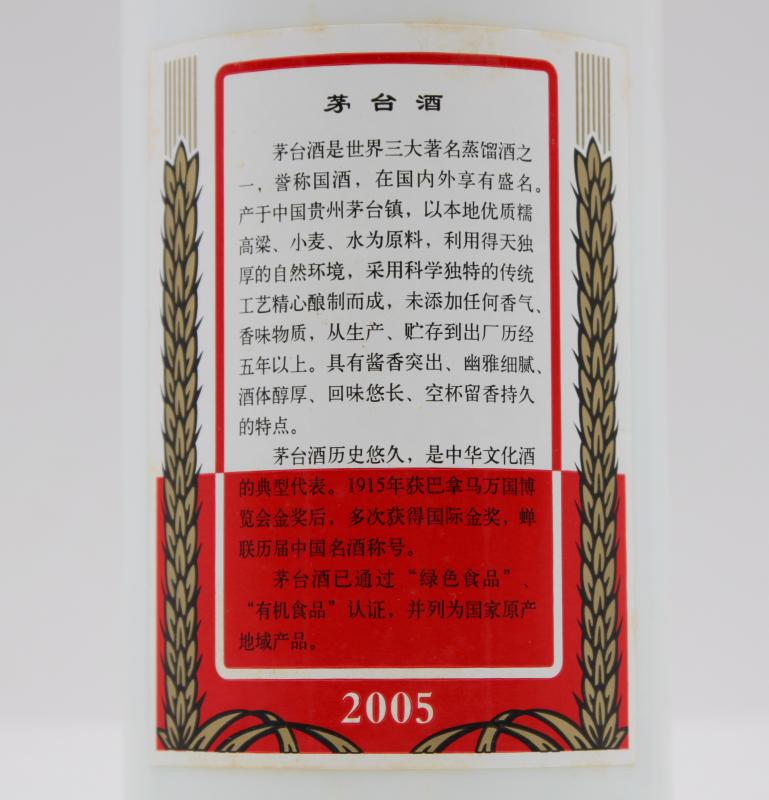 茅台酒
茅台酒是世界三大著名蒸馏酒之
一，誉称国酒，在国内外享有盛名。
产于中国贵州茅台镇，以本地优质糯
高粱、小麦、水为原料，利用得天独
厚的自然环境，采用科学独特的传统
工艺精心酿制而成，未添加任何香气、
香味物质，从生产、贮存到出厂历经
五年以上。具有酱香突出、幽雅细腻、
酒体醇厚、回味悠长、空杯留香持久
的特点。
茅台酒历史悠久，是中华文化酒
的典型代表。1915年获巴拿马万国博
览会金奖后，多次获得国际金奖，蝉
联历届中国名酒称号。
茅台酒已通过“绿色食品”、
“有机食品”认证，并列为国家原产
地域产品。
2005